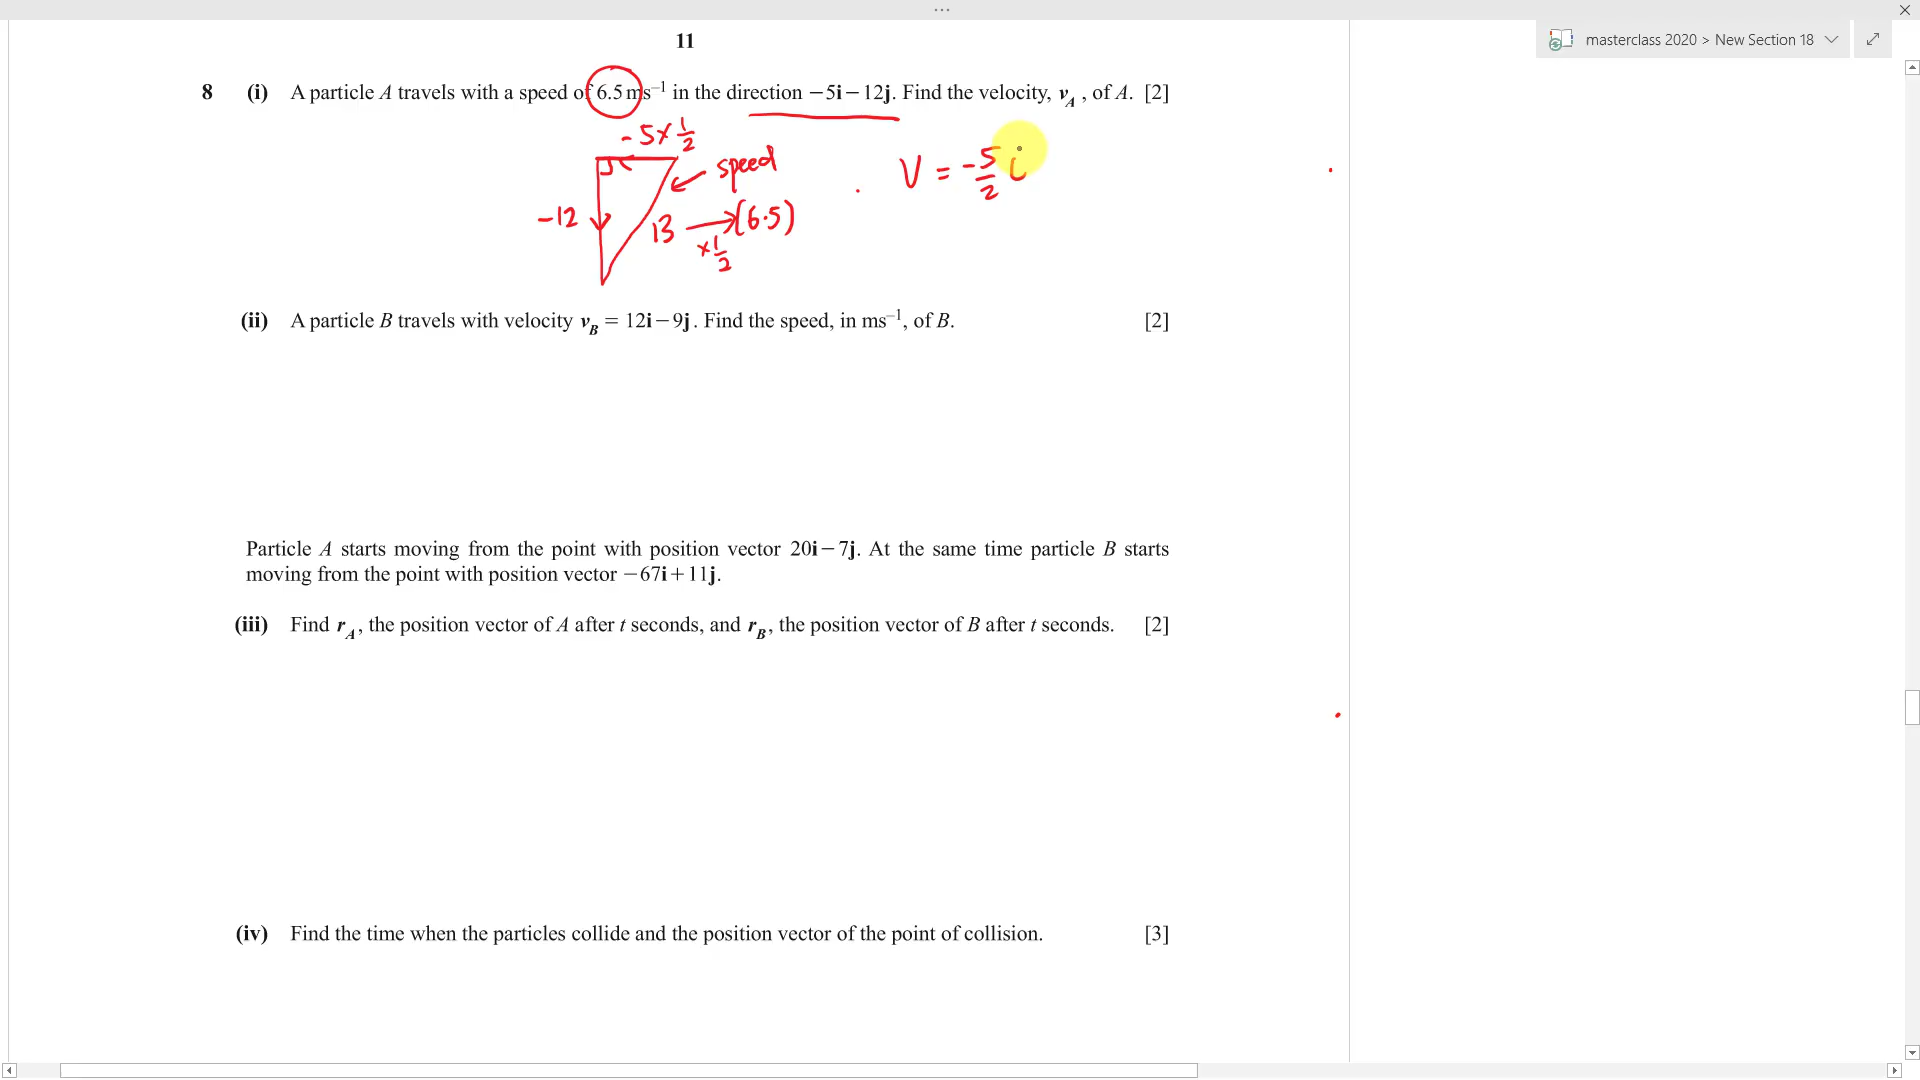 ...
masterclass 2020 > New Section 18
11
8 (i) A particle A travels with a speed of 6.5 ms⁻¹ in the direction −5i − 12j. Find the velocity, v_A , of A. [2]
-5 × 1/2
speed
V = -5/2 i
-12
13 → (6.5)
× 1/2
(ii) A particle B travels with velocity v_B = 12i − 9j. Find the speed, in ms⁻¹, of B. [2]
Particle A starts moving from the point with position vector 20i − 7j. At the same time particle B starts
moving from the point with position vector −67i + 11j.
(iii) Find r_A, the position vector of A after t seconds, and r_B, the position vector of B after t seconds. [2]
(iv) Find the time when the particles collide and the position vector of the point of collision. [3]